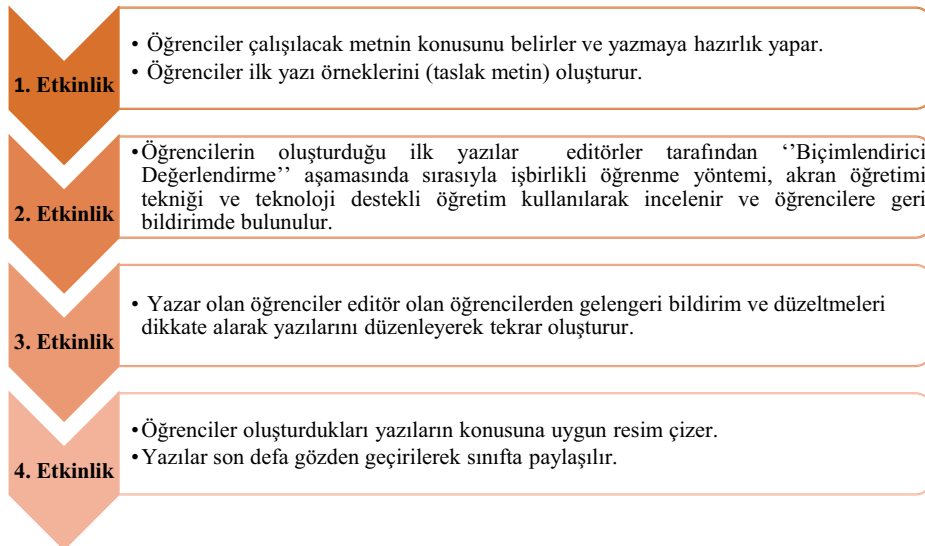 1. Etkinlik
• Öğrenciler çalışılacak metnin konusunu belirler ve yazmaya hazırlık yapar.
• Öğrenciler ilk yazı örneklerini (taslak metin) oluşturur.
2. Etkinlik
•Öğrencilerin oluşturduğu ilk yazılar editörler tarafından ‘’Biçimlendirici
Değerlendirme’’ aşamasında sırasıyla işbirlikli öğrenme yöntemi, akran öğretimi
tekniği ve teknoloji destekli öğretim kullanılarak incelenir ve öğrencilere geri
bildirimde bulunulur.
3. Etkinlik
• Yazar olan öğrenciler editör olan öğrencilerden gelengeri bildirim ve düzeltmeleri
dikkate alarak yazılarını düzenleyerek tekrar oluşturur.
4. Etkinlik
•Öğrenciler oluşturdukları yazıların konusuna uygun resim çizer.
•Yazılar son defa gözden geçirilerek sınıfta paylaşılır.